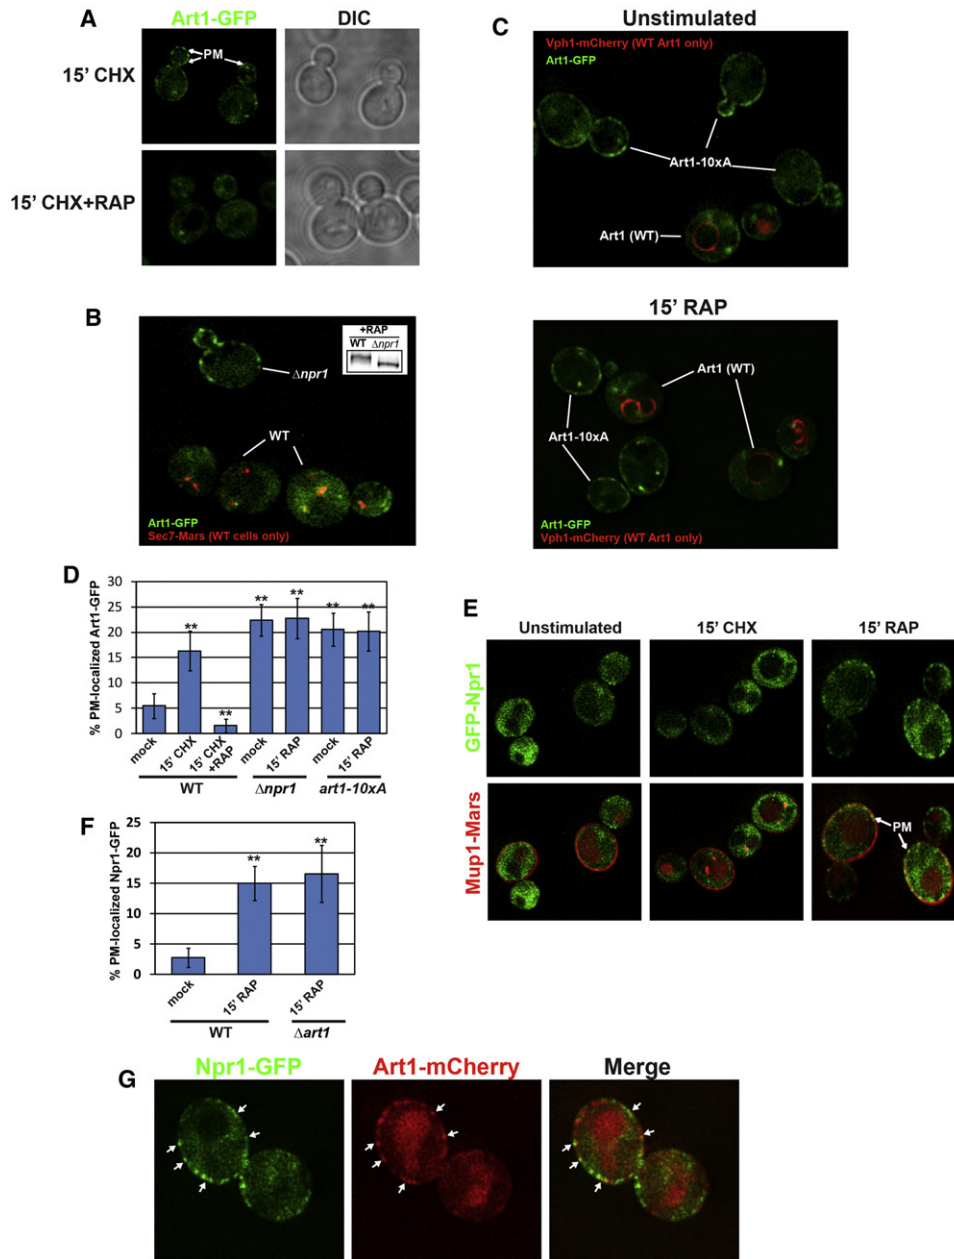 A
Art1-GFP
DIC
15' CHX
PM
15' CHX+RAP
B
+RAP
WT Δnpr1
Δnpr1
WT
Art1-GFP
Sec7-Mars (WT cells only)
C
Unstimulated
Vph1-mCherry (WT Art1 only)
Art1-GFP
Art1-10xA
Art1 (WT)
15' RAP
Art1 (WT)
Art1-10xA
Art1-GFP
Vph1-mCherry (WT Art1 only)
D
% PM-localized Art1-GFP
30
25
20
15
10
5
0
** ** ** ** ** **
mock
15' CHX
15' CHX +RAP
mock
15' RAP
mock
15' RAP
WT
Δnpr1
art1-10xA
E
Unstimulated
15' CHX
15' RAP
GFP-Npr1
Mup1-Mars
PM
F
% PM-localized Npr1-GFP
25
20
15
10
5
0
** **
mock
15' RAP
15' RAP
WT
Δart1
G
Npr1-GFP
Art1-mCherry
Merge